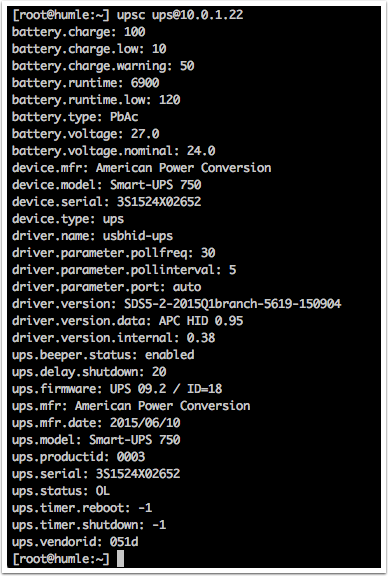 [root@humle:~] upsc ups@10.0.1.22
battery.charge: 100
battery.charge.low: 10
battery.charge.warning: 50
battery.runtime: 6900
battery.runtime.low: 120
battery.type: PbAc
battery.voltage: 27.0
battery.voltage.nominal: 24.0
device.mfr: American Power Conversion
device.model: Smart-UPS 750
device.serial: 3S1524X02652
device.type: ups
driver.name: usbhid-ups
driver.parameter.pollfreq: 30
driver.parameter.pollinterval: 5
driver.parameter.port: auto
driver.version: SDS5-2-2015Q1branch-5619-150904
driver.version.data: APC HID 0.95
driver.version.internal: 0.38
ups.beeper.status: enabled
ups.delay.shutdown: 20
ups.firmware: UPS 09.2 / ID=18
ups.mfr: American Power Conversion
ups.mfr.date: 2015/06/10
ups.model: Smart-UPS 750
ups.productid: 0003
ups.serial: 3S1524X02652
ups.status: OL
ups.timer.reboot: -1
ups.timer.shutdown: -1
ups.vendorid: 051d
[root@humle:~]